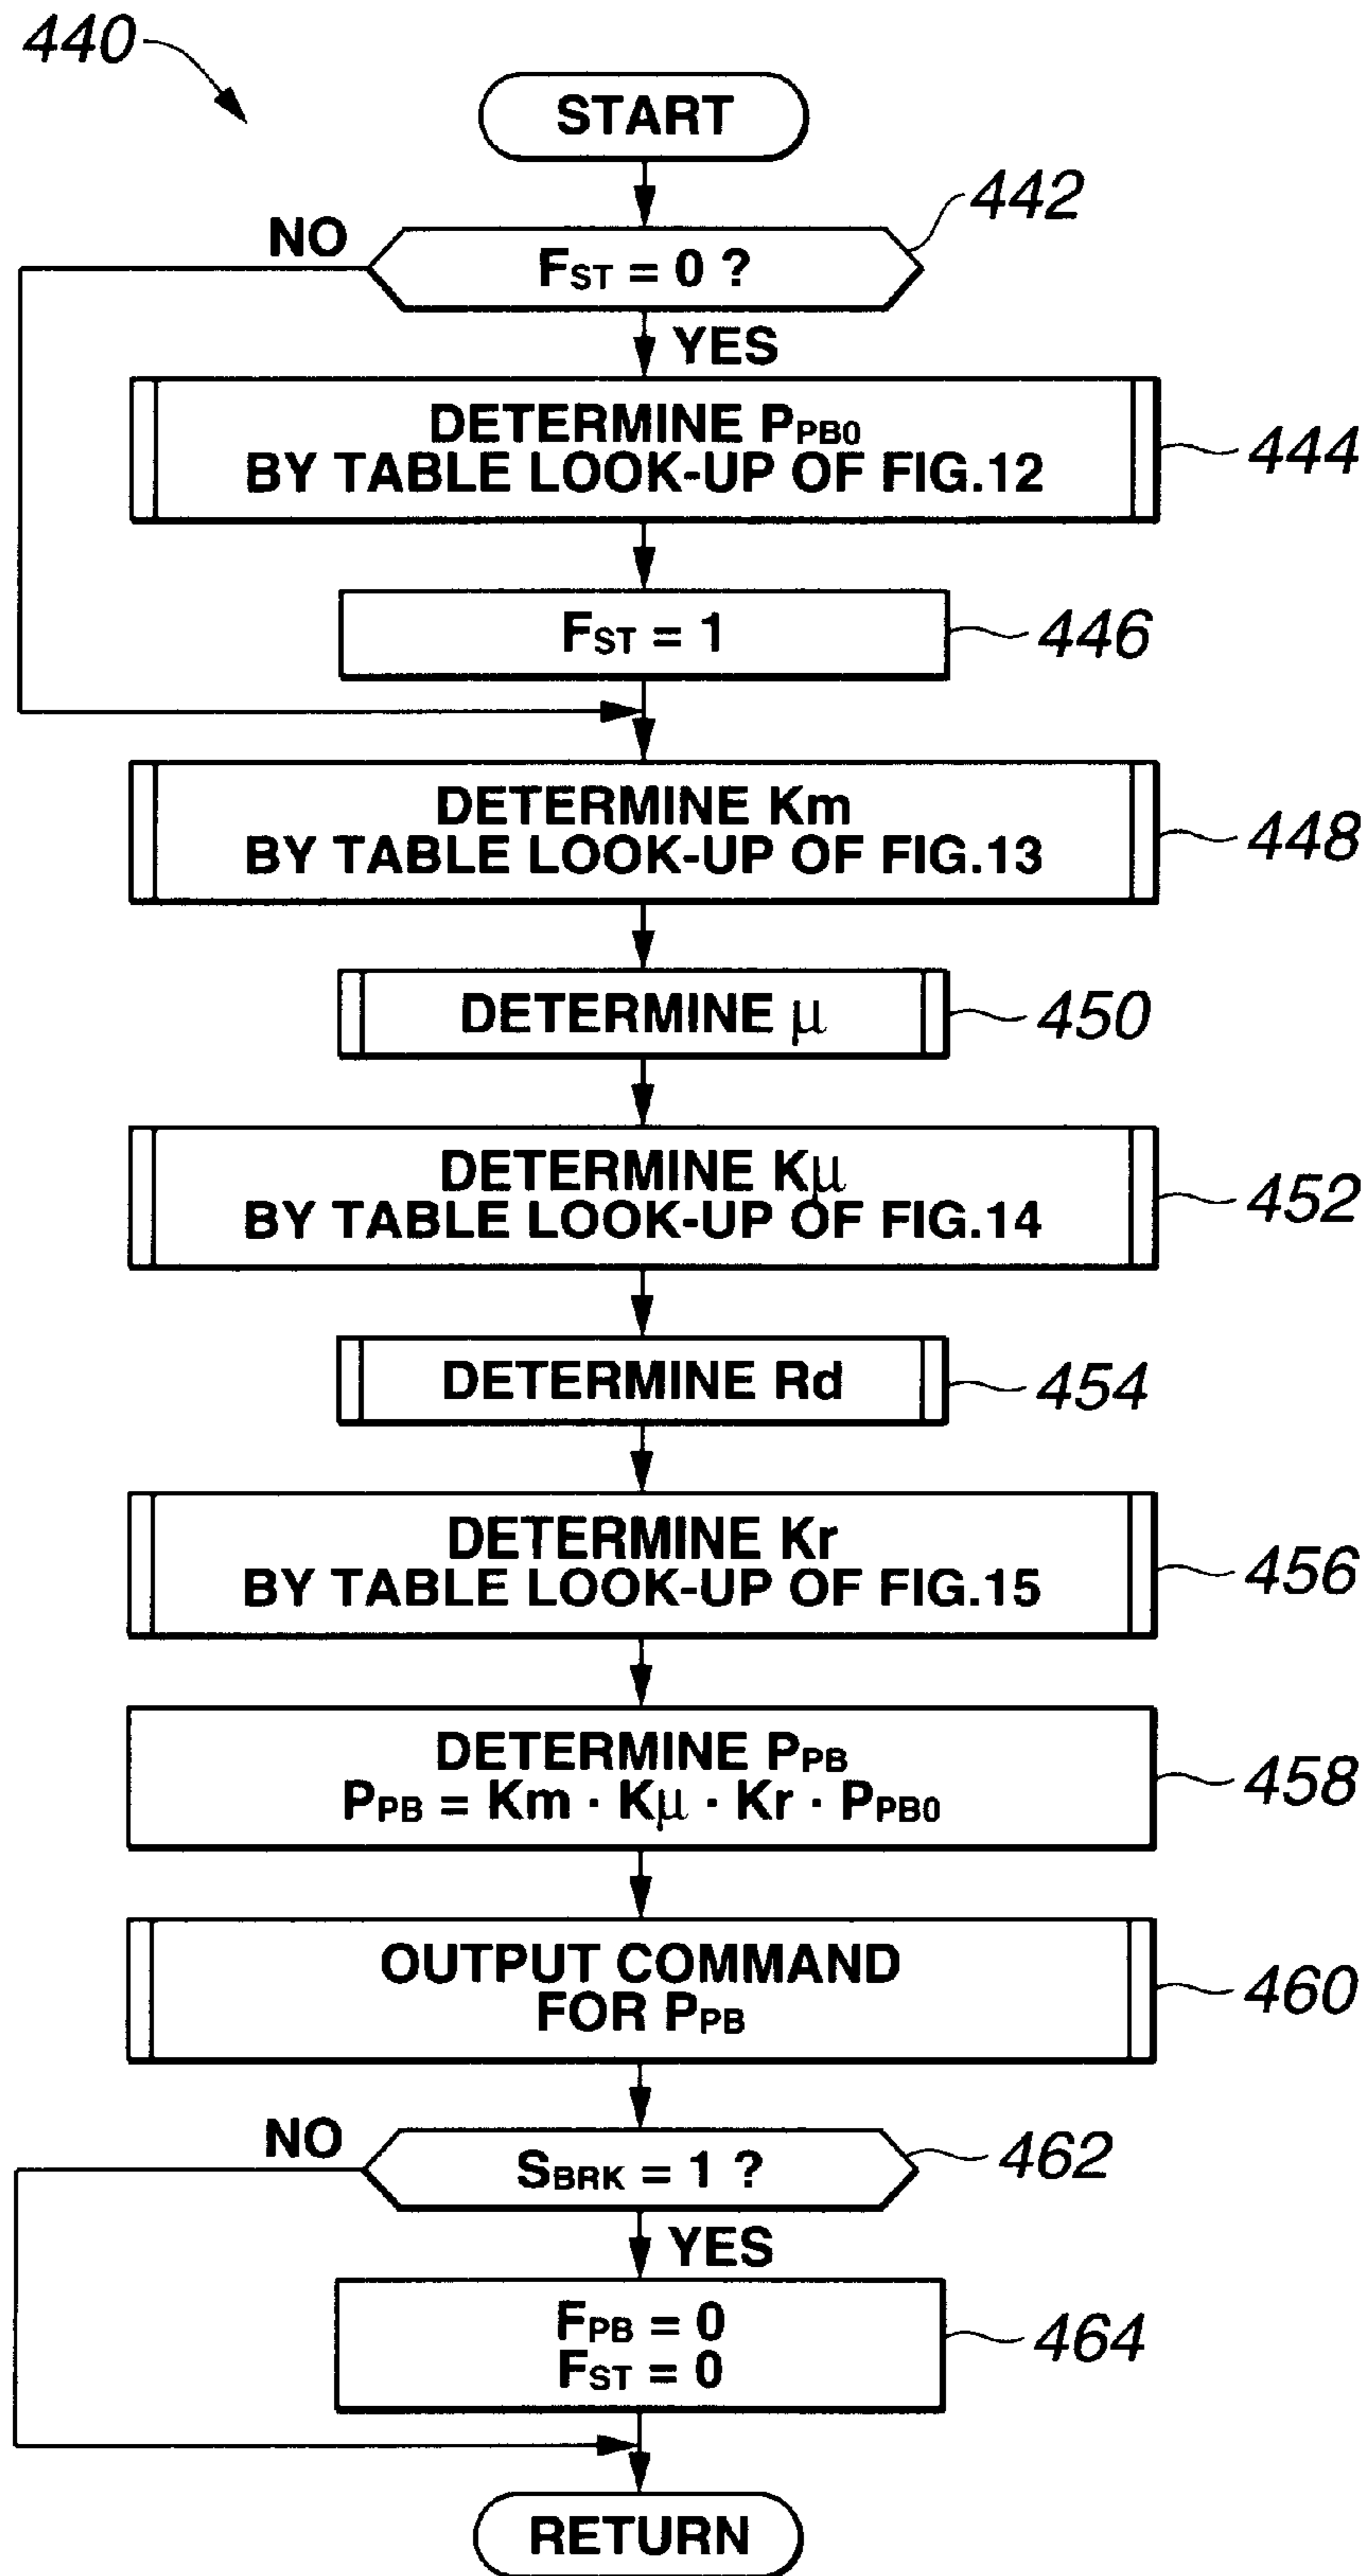 440
START
442
NO
FST = 0 ?
YES
DETERMINE PPB0
BY TABLE LOOK-UP OF FIG.12
444
FST = 1
446
DETERMINE Km
BY TABLE LOOK-UP OF FIG.13
448
DETERMINE μ
450
DETERMINE Kμ
BY TABLE LOOK-UP OF FIG.14
452
DETERMINE Rd
454
DETERMINE Kr
BY TABLE LOOK-UP OF FIG.15
456
DETERMINE PPB
PPB = Km · Kμ · Kr · PPB0
458
OUTPUT COMMAND
FOR PPB
460
NO
SBRK = 1 ?
462
YES
FPB = 0
FST = 0
464
RETURN